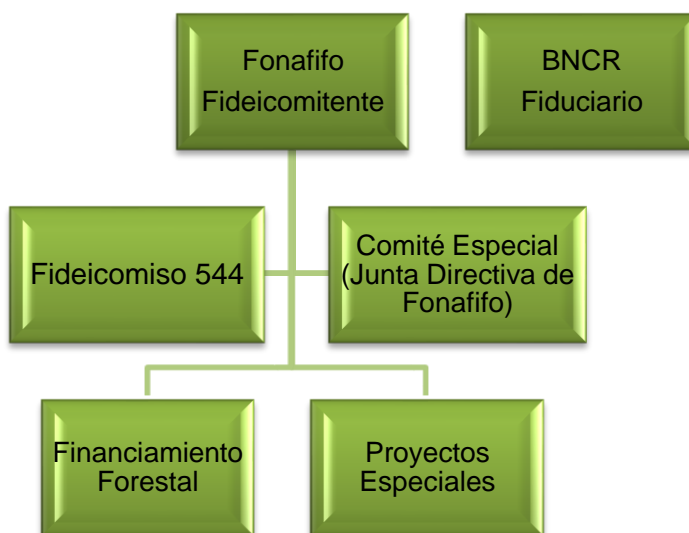 Fonafifo
Fideicomitente
BNCR
Fiduciario
Fideicomiso 544
Comité Especial
(Junta Directiva de
Fonafifo)
Financiamiento
Forestal
Proyectos
Especiales